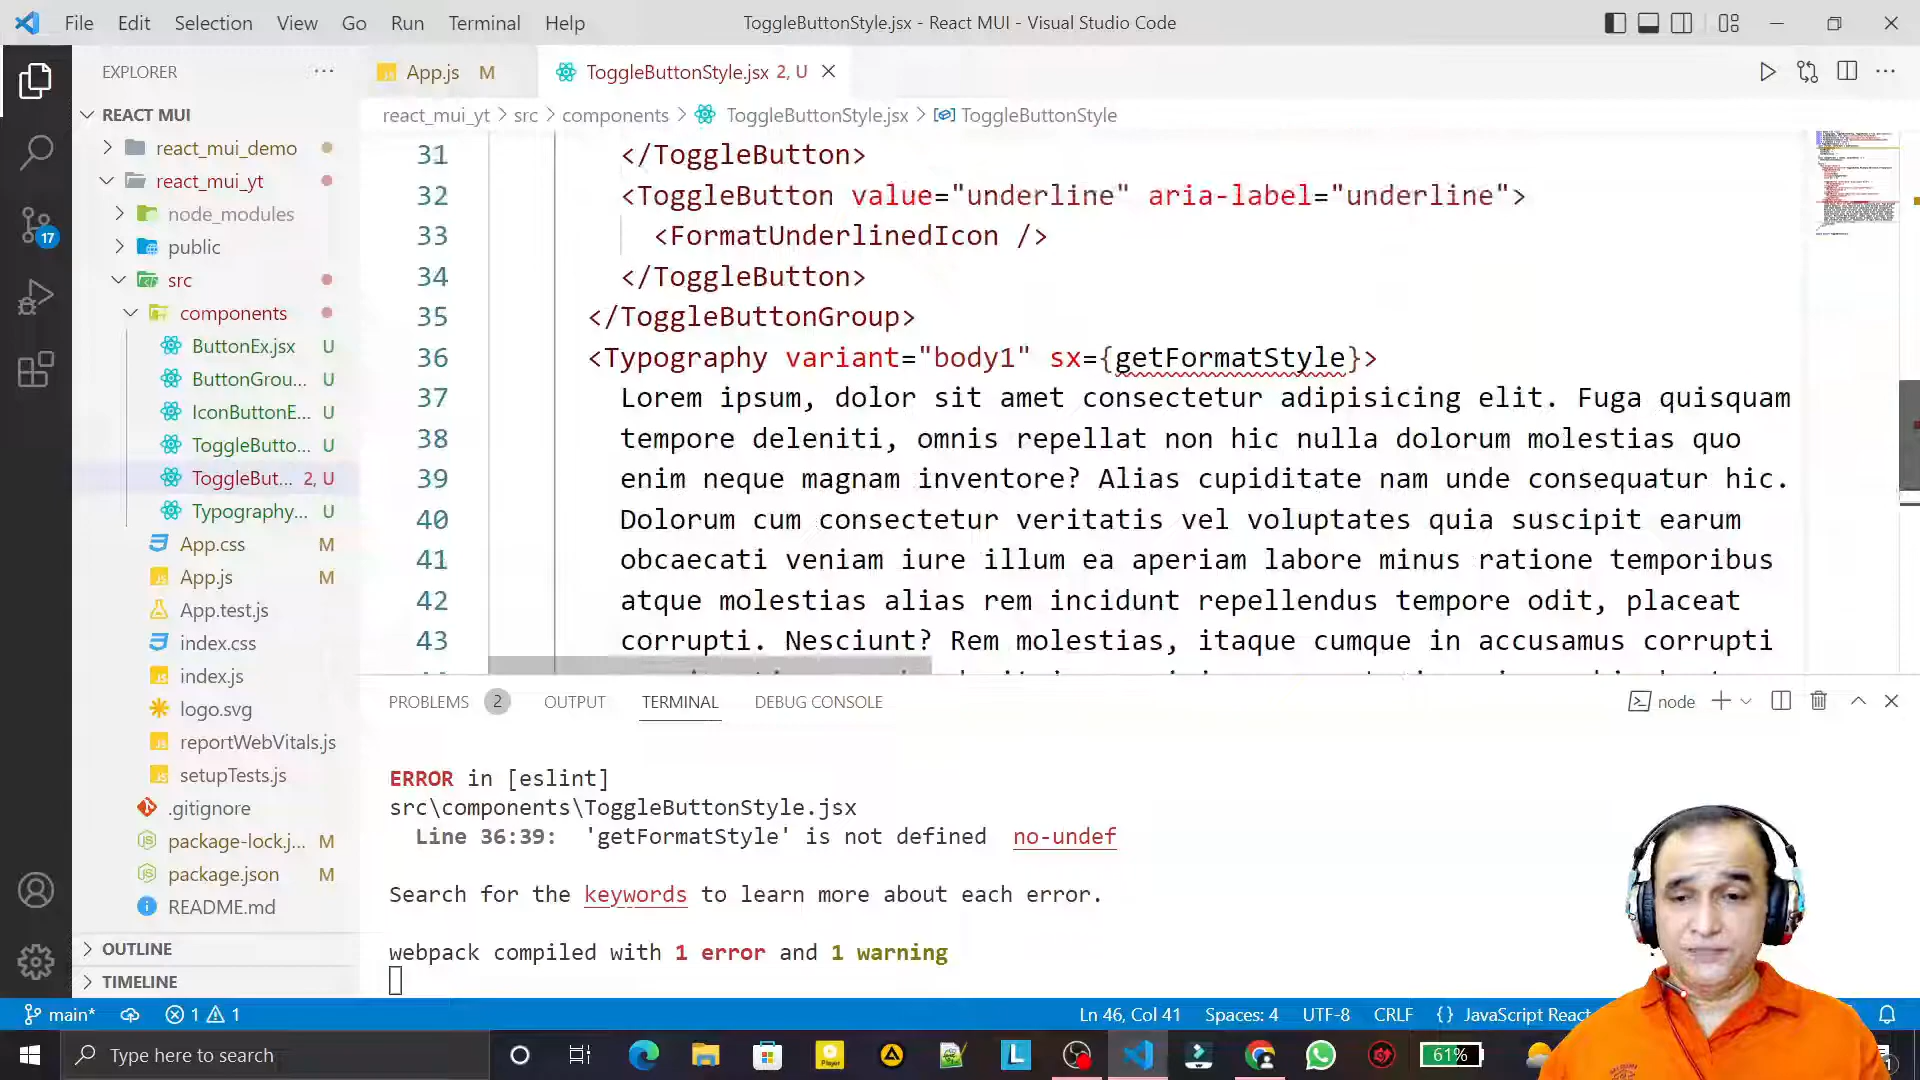 File Edit Selection View Go Run Terminal Help
ToggleButtonStyle.jsx - React MUI - Visual Studio Code
EXPLORER
App.js M
ToggleButtonStyle.jsx 2, U
react_mui_yt > src > components > ToggleButtonStyle.jsx > ToggleButtonStyle
REACT MUI
react_mui_demo
react_mui_yt
node_modules
public
src
components
ButtonEx.jsx U
ButtonGrou... U
IconButtonE... U
ToggleButto... U
ToggleBut... 2, U
Typography... U
App.css M
App.js M
App.test.js
index.css
index.js
logo.svg
reportWebVitals.js
setupTests.js
.gitignore
package-lock.j... M
package.json M
README.md
OUTLINE
TIMELINE
17
31 </ToggleButton>
32 <ToggleButton value="underline" aria-label="underline">
33 <FormatUnderlinedIcon />
34 </ToggleButton>
35 </ToggleButtonGroup>
36 <Typography variant="body1" sx={getFormatStyle}>
37 Lorem ipsum, dolor sit amet consectetur adipisicing elit. Fuga quisquam
38 tempore deleniti, omnis repellat non hic nulla dolorum molestias quo
39 enim neque magnam inventore? Alias cupiditate nam unde consequatur hic.
40 Dolorum cum consectetur veritatis vel voluptates quia suscipit earum
41 obcaecati veniam iure illum ea aperiam labore minus ratione temporibus
42 atque molestias alias rem incidunt repellendus tempore odit, placeat
43 corrupti. Nesciunt? Rem molestias, itaque cumque in accusamus corrupti
PROBLEMS 2 OUTPUT TERMINAL DEBUG CONSOLE
node
ERROR in [eslint]
src\components\ToggleButtonStyle.jsx
Line 36:39: 'getFormatStyle' is not defined no-undef
Search for the keywords to learn more about each error.
webpack compiled with 1 error and 1 warning
main* 1 1
Ln 46, Col 41 Spaces: 4 UTF-8 CRLF {} JavaScript React
Type here to search
61%